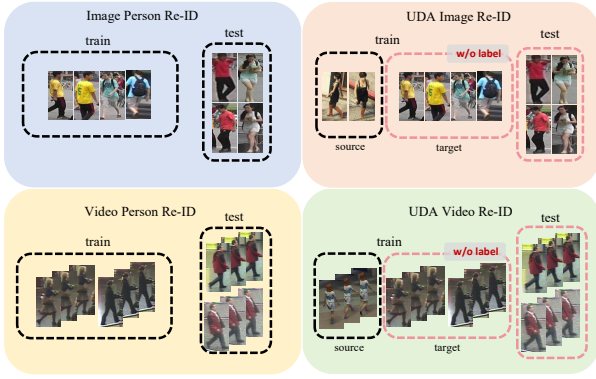 Image Person Re-ID
train
test
UDA Image Re-ID
train
test
w/o label
source
target
Video Person Re-ID
train
test
UDA Video Re-ID
train
test
w/o label
source
target